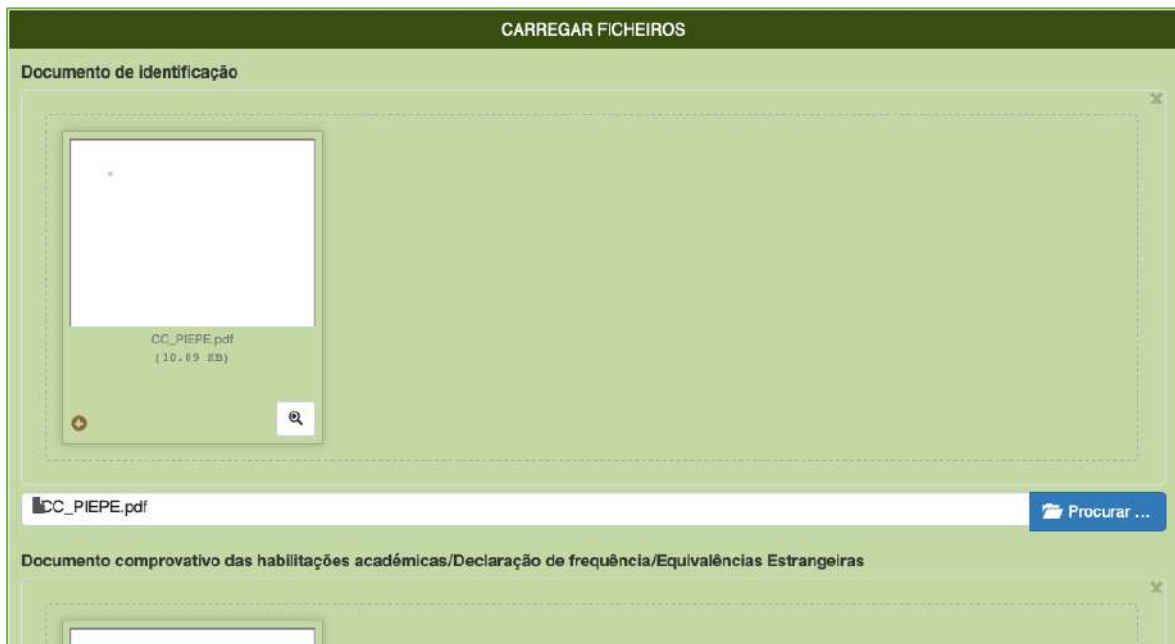 CARREGAR FICHEIROS
Documento de identificação
CC_PIEPE.pdf
(10.89 KB)
CC_PIEPE.pdf
Procurar ...
Documento comprovativo das habilitações académicas/Declaração de frequência/Equivalências Estrangeiras